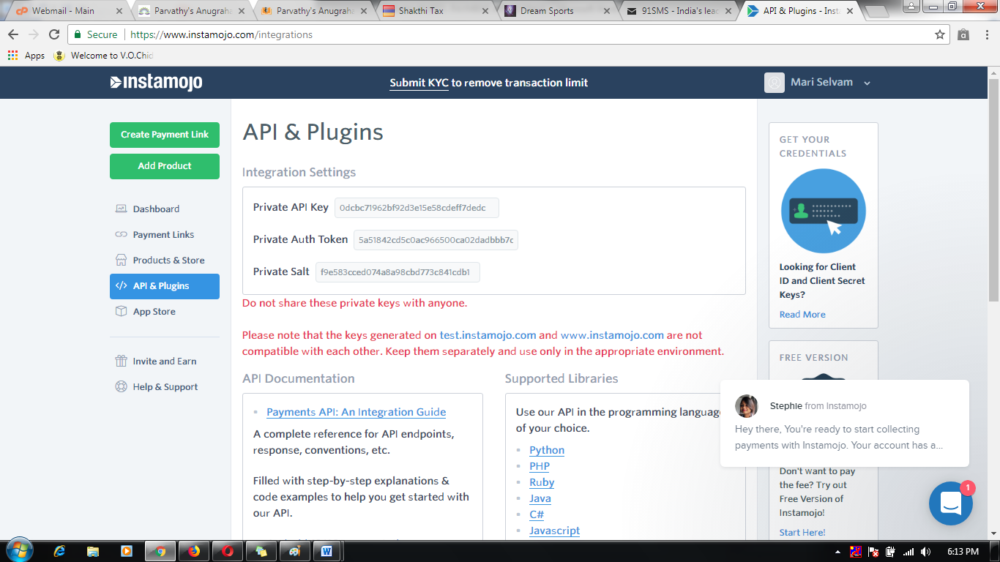 Webmail - Main
Parvathy's Anugraha
Parvathy's Anugraha
Shakthi Tax
Dream Sports
91SMS - India's lea
API & Plugins - Inst
Secure
https://www.instamojo.com/integrations
Apps
Welcome to V.O.Chid
INSTAMOJO
Submit KYC to remove transaction limit
Mari Selvam
Create Payment Link
Add Product
Dashboard
Payment Links
Products & Store
API & Plugins
App Store
Invite and Earn
Help & Support
API & Plugins
Integration Settings
Private API Key 0dcbc71962bf92d3e15e58cdeff7dedc
Private Auth Token 5a51842cd5c0ac966500ca02dadbbb7c
Private Salt f9e583cced074a8a98cbd773c841cdb1
Do not share these private keys with anyone.
Please note that the keys generated on test.instamojo.com and www.instamojo.com are not
compatible with each other. Keep them separately and use only in the appropriate environment.
API Documentation
Payments API: An Integration Guide
A complete reference for API endpoints,
response, conventions, etc.
Filled with step-by-step explanations &
code examples to help you get started with
our API.
Supported Libraries
Use our API in the programming language
of your choice.
Python
PHP
Ruby
Java
C#
Javascript
GET YOUR
CREDENTIALS
Looking for Client
ID and Client Secret
Keys?
Read More
FREE VERSION
Stephie from Instamojo
Hey there, You're ready to start collecting
payments with Instamojo. Your account has a...
Don't want to pay
the fee? Try out
Free Version of
Instamojo!
Start Here!
1
6:13 PM